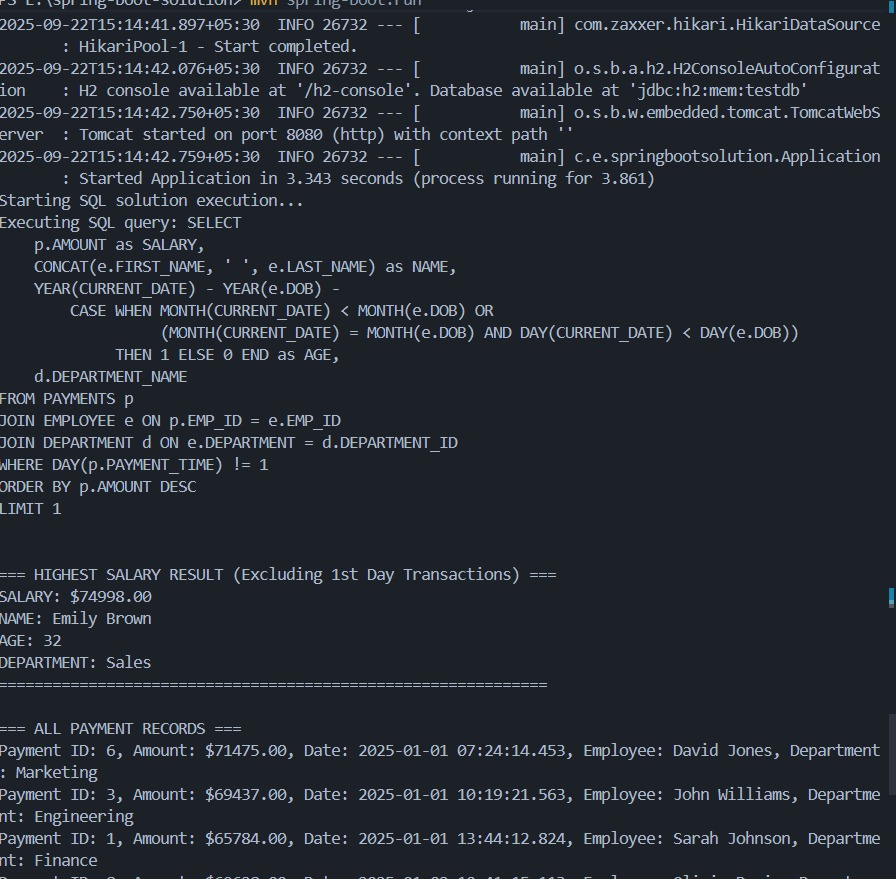 PS E:\spring-boot-solution> mvn spring-boot:run
2025-09-22T15:14:41.897+05:30  INFO 26732 --- [           main] com.zaxxer.hikari.HikariDataSource
       : HikariPool-1 - Start completed.
2025-09-22T15:14:42.076+05:30  INFO 26732 --- [           main] o.s.b.a.h2.H2ConsoleAutoConfigurat
ion    : H2 console available at '/h2-console'. Database available at 'jdbc:h2:mem:testdb'
2025-09-22T15:14:42.750+05:30  INFO 26732 --- [           main] o.s.b.w.embedded.tomcat.TomcatWebS
erver  : Tomcat started on port 8080 (http) with context path ''
2025-09-22T15:14:42.759+05:30  INFO 26732 --- [           main] c.e.springbootsolution.Application
       : Started Application in 3.343 seconds (process running for 3.861)
Starting SQL solution execution...
Executing SQL query: SELECT
    p.AMOUNT as SALARY,
    CONCAT(e.FIRST_NAME, ' ', e.LAST_NAME) as NAME,
    YEAR(CURRENT_DATE) - YEAR(e.DOB) -
        CASE WHEN MONTH(CURRENT_DATE) < MONTH(e.DOB) OR
                  (MONTH(CURRENT_DATE) = MONTH(e.DOB) AND DAY(CURRENT_DATE) < DAY(e.DOB))
             THEN 1 ELSE 0 END as AGE,
    d.DEPARTMENT_NAME
FROM PAYMENTS p
JOIN EMPLOYEE e ON p.EMP_ID = e.EMP_ID
JOIN DEPARTMENT d ON e.DEPARTMENT = d.DEPARTMENT_ID
WHERE DAY(p.PAYMENT_TIME) != 1
ORDER BY p.AMOUNT DESC
LIMIT 1
=== HIGHEST SALARY RESULT (Excluding 1st Day Transactions) ===
SALARY: $74998.00
NAME: Emily Brown
AGE: 32
DEPARTMENT: Sales
==============================================================
=== ALL PAYMENT RECORDS ===
Payment ID: 6, Amount: $71475.00, Date: 2025-01-01 07:24:14.453, Employee: David Jones, Department
: Marketing
Payment ID: 3, Amount: $69437.00, Date: 2025-01-01 10:19:21.563, Employee: John Williams, Departme
nt: Engineering
Payment ID: 1, Amount: $65784.00, Date: 2025-01-01 13:44:12.824, Employee: Sarah Johnson, Departme
nt: Finance